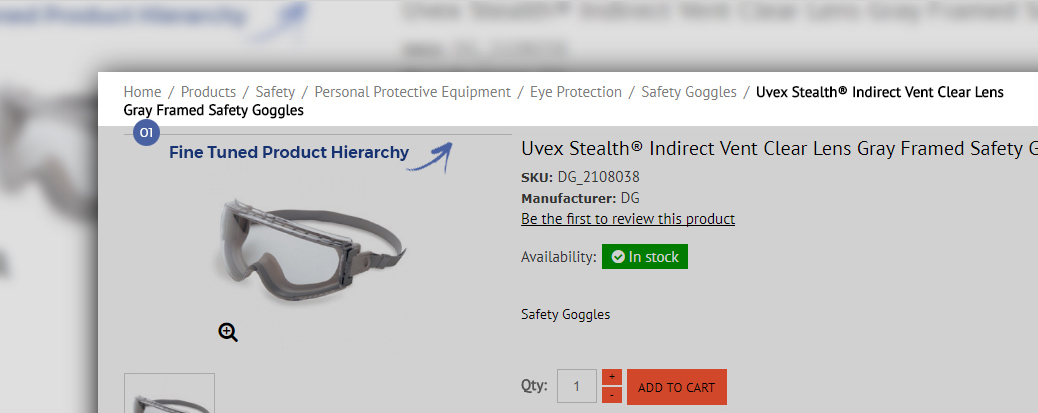 Home / Products / Safety / Personal Protective Equipment / Eye Protection / Safety Goggles / Uvex Stealth® Indirect Vent Clear Lens
Gray Framed Safety Goggles
01
Fine Tuned Product Hierarchy
Uvex Stealth® Indirect Vent Clear Lens Gray Framed Safety G
SKU: DG_2108038
Manufacturer: DG
Be the first to review this product
Availability: In stock
Safety Goggles
Qty: 1 + - ADD TO CART